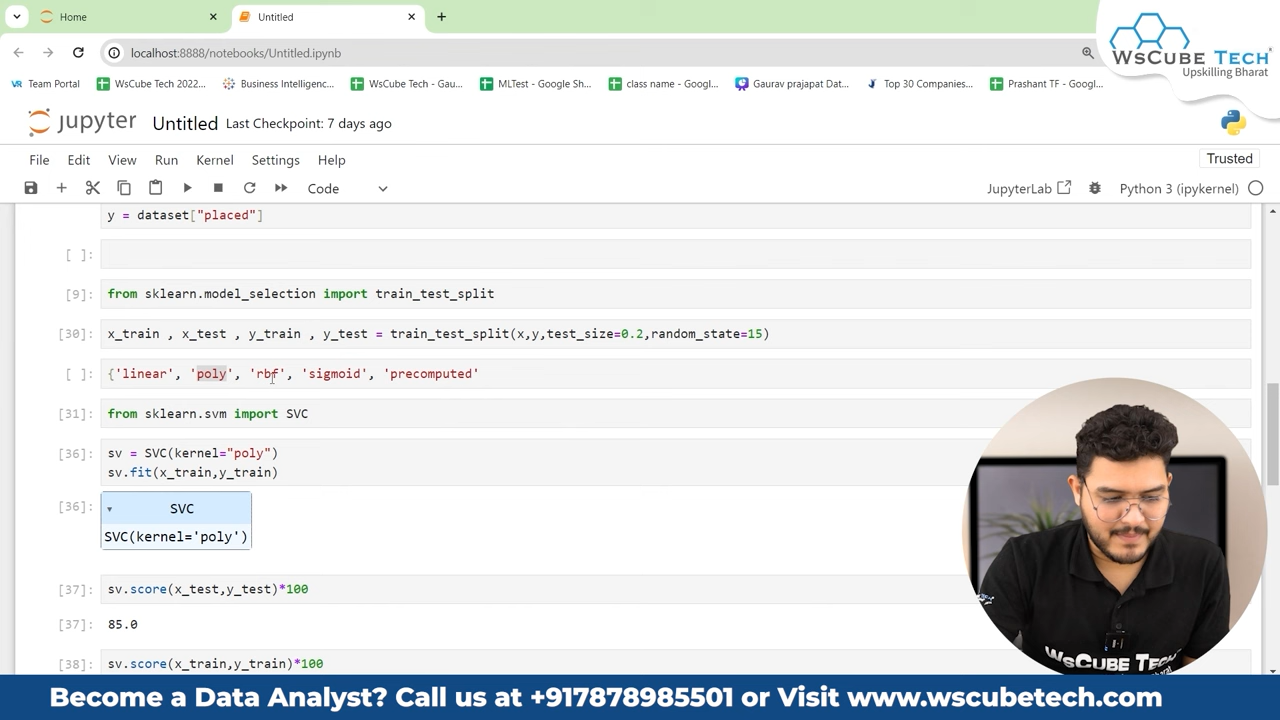 Home
Untitled
WsCube Tech
Upskilling Bharat
localhost:8888/notebooks/Untitled.ipynb
VR Team Portal
WsCube Tech 2022...
Business Intelligenc...
WsCube Tech - Gau...
MLTest - Google Sh...
class name - Googl...
Gaurav prajapat Dat...
Top 30 Companies...
Prashant TF - Googl...
jupyter Untitled Last Checkpoint: 7 days ago
File Edit View Run Kernel Settings Help
Trusted
Code
JupyterLab
Python 3 (ipykernel)
y = dataset["placed"]
[ ]:
[9]: from sklearn.model_selection import train_test_split
[30]: x_train , x_test , y_train , y_test = train_test_split(x,y,test_size=0.2,random_state=15)
[ ]: {'linear', 'poly', 'rbf', 'sigmoid', 'precomputed'
[31]: from sklearn.svm import SVC
[36]: sv = SVC(kernel="poly")
sv.fit(x_train,y_train)
[36]: SVC
SVC(kernel='poly')
[37]: sv.score(x_test,y_test)*100
[37]: 85.0
[38]: sv.score(x_train,y_train)*100
WsCube Tech
Become a Data Analyst? Call us at +917878985501 or Visit www.wscubetech.com